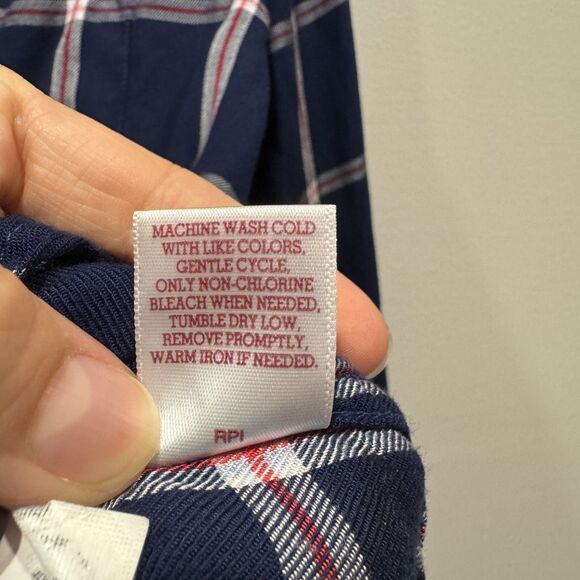 MACHINE WASH COLD
WITH LIKE COLORS,
GENTLE CYCLE,
ONLY NON-CHLORINE
BLEACH WHEN NEEDED,
TUMBLE DRY LOW,
REMOVE PROMPTLY,
WARM IRON IF NEEDED.
RPI